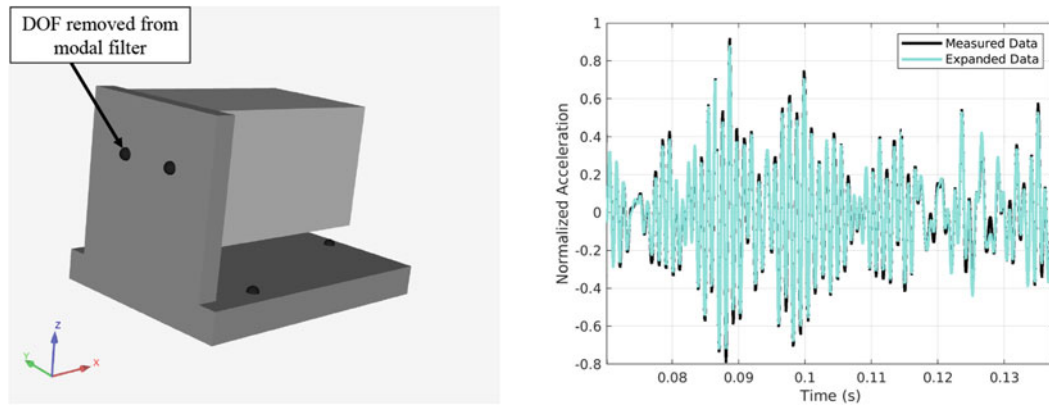 DOF removed from
modal filter
Z
Y
X
Measured Data
Expanded Data
Normalized Acceleration
1
0.8
0.6
0.4
0.2
0
-0.2
-0.4
-0.6
-0.8
0.08
0.09
0.1
0.11
0.12
0.13
Time (s)